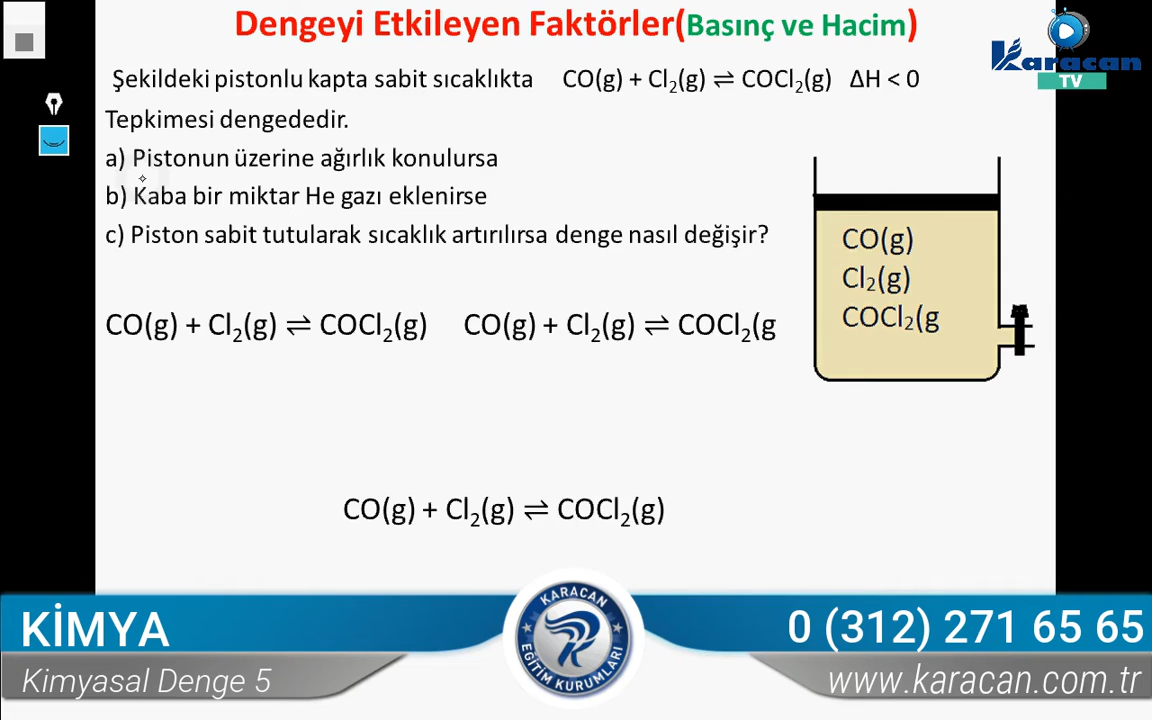 Dengeyi Etkileyen Faktörler(Basınç ve Hacim)
Karacan
TV
Şekildeki pistonlu kapta sabit sıcaklıkta CO(g) + Cl₂(g) ⇌ COCl₂(g) ΔH < 0
Tepkimesi dengededir.
a) Pistonun üzerine ağırlık konulursa
b) Kaba bir miktar He gazı eklenirse
c) Piston sabit tutularak sıcaklık artırılırsa denge nasıl değişir?
CO(g)
Cl₂(g)
COCl₂(g
CO(g) + Cl₂(g) ⇌ COCl₂(g) CO(g) + Cl₂(g) ⇌ COCl₂(g
CO(g) + Cl₂(g) ⇌ COCl₂(g)
KİMYA
Kimyasal Denge 5
KARACAN
EĞİTİM KURUMLARI
0 (312) 271 65 65
www.karacan.com.tr